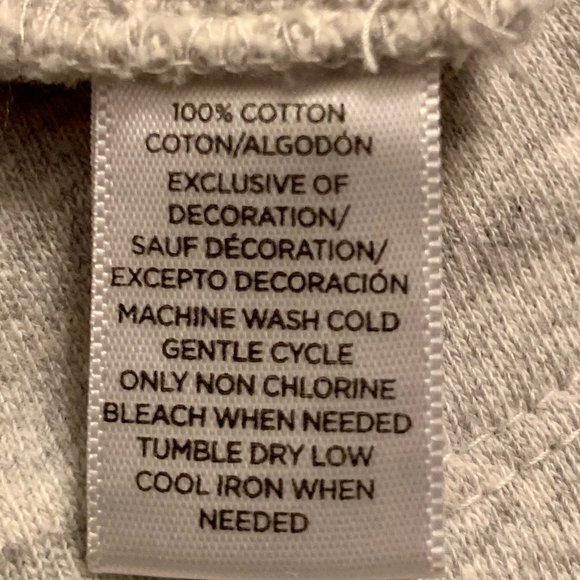 100% COTTON
COTON/ALGODÓN
EXCLUSIVE OF
DECORATION/
SAUF DÉCORATION/
EXCEPTO DECORACIÓN
MACHINE WASH COLD
GENTLE CYCLE
ONLY NON CHLORINE
BLEACH WHEN NEEDED
TUMBLE DRY LOW
COOL IRON WHEN
NEEDED